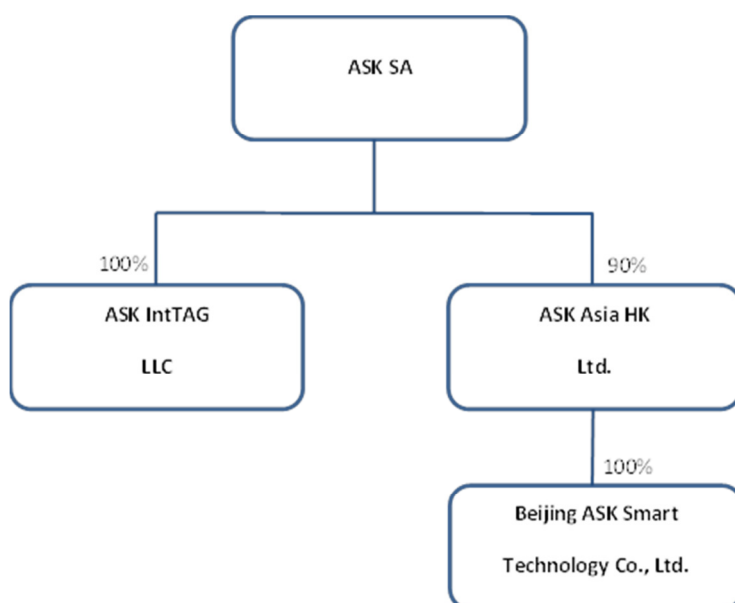 ASK SA
100%
90%
ASK IntTAG
LLC
ASK Asia HK
Ltd.
100%
Beijing ASK Smart
Technology Co., Ltd.